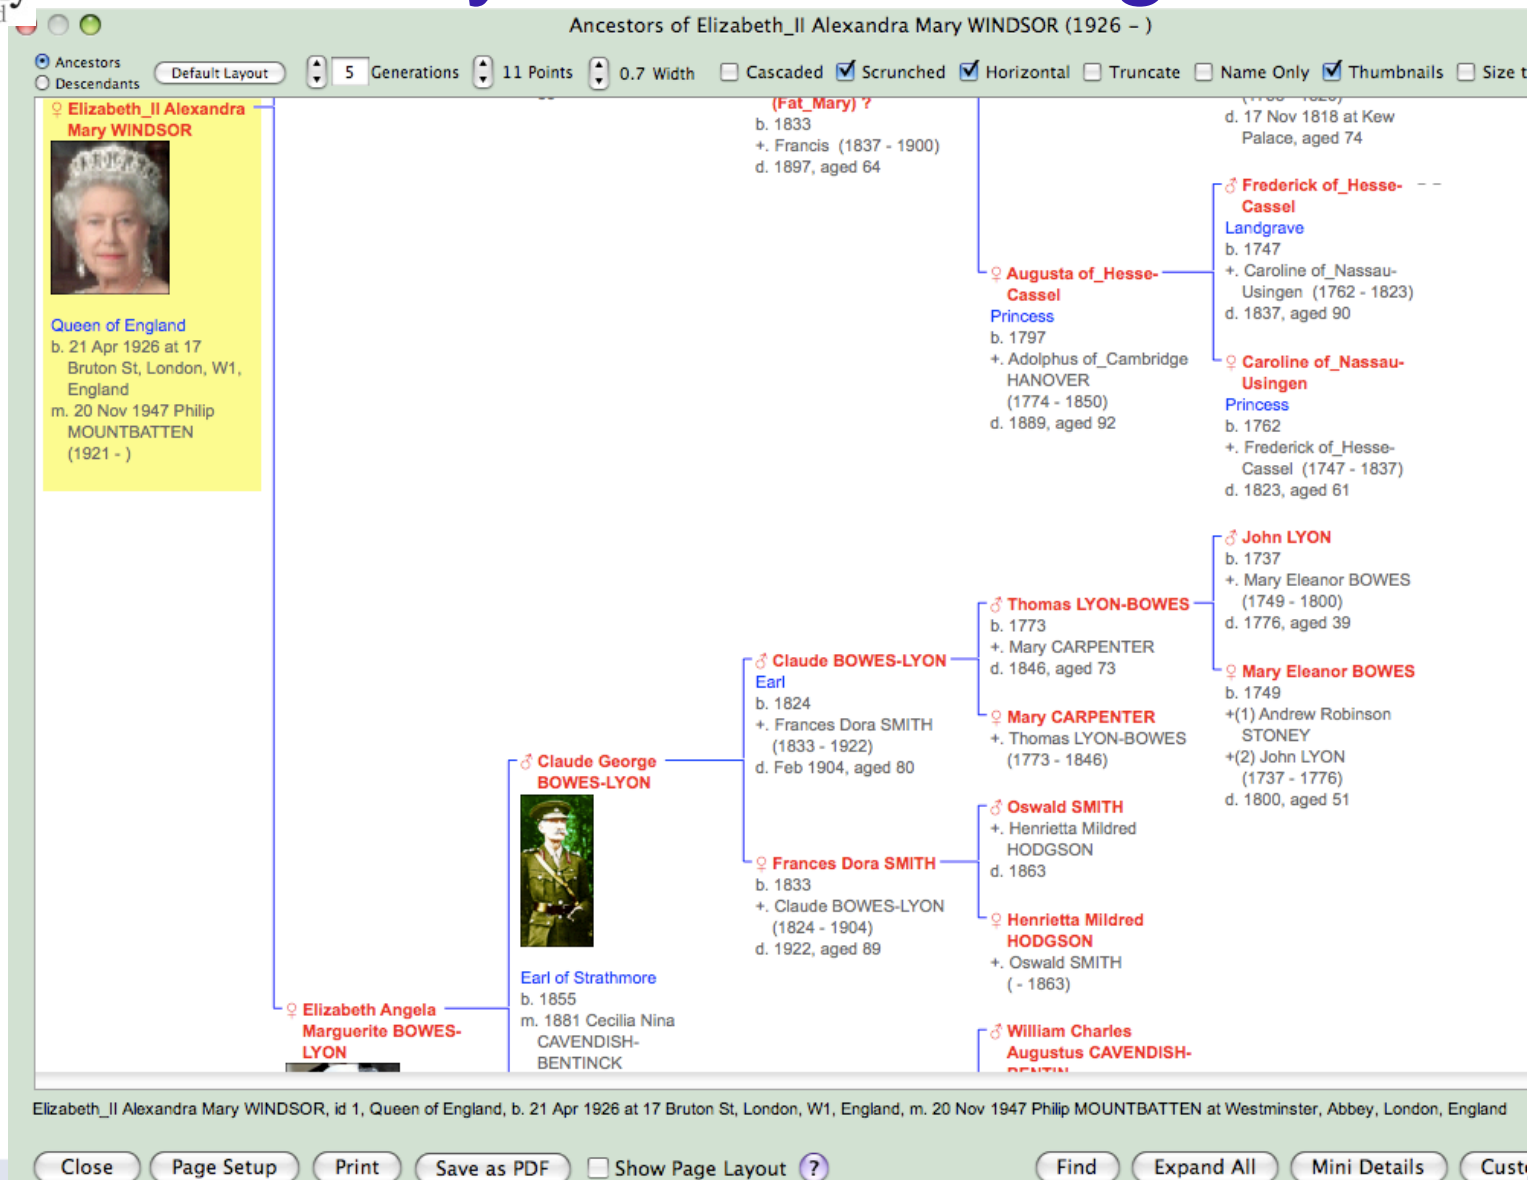 Ancestors of Elizabeth_II Alexandra Mary WINDSOR (1926 - )
Ancestors
Descendants
Default Layout
5 Generations
11 Points
0.7 Width
Cascaded
Scrunched
Horizontal
Truncate
Name Only
Thumbnails
Size t
Elizabeth_II Alexandra
Mary WINDSOR
Queen of England
b. 21 Apr 1926 at 17
Bruton St, London, W1,
England
m. 20 Nov 1947 Philip
MOUNTBATTEN
(1921 - )
Elizabeth Angela
Marguerite BOWES-
LYON
Claude George
BOWES-LYON
Earl of Strathmore
b. 1855
m. 1881 Cecilia Nina
CAVENDISH-
BENTINCK
(Fat_Mary) ?
b. 1833
+. Francis (1837 - 1900)
d. 1897, aged 64
Claude BOWES-LYON
Earl
b. 1824
+. Frances Dora SMITH
(1833 - 1922)
d. Feb 1904, aged 80
Frances Dora SMITH
b. 1833
+. Claude BOWES-LYON
(1824 - 1904)
d. 1922, aged 89
Augusta of_Hesse-
Cassel
Princess
b. 1797
+. Adolphus of_Cambridge
HANOVER
(1774 - 1850)
d. 1889, aged 92
Thomas LYON-BOWES
b. 1773
+. Mary CARPENTER
d. 1846, aged 73
Mary CARPENTER
+. Thomas LYON-BOWES
(1773 - 1846)
Oswald SMITH
+. Henrietta Mildred
HODGSON
d. 1863
Henrietta Mildred
HODGSON
+. Oswald SMITH
( - 1863)
William Charles
Augustus CAVENDISH-
d. 17 Nov 1818 at Kew
Palace, aged 74
Frederick of_Hesse-
Cassel
Landgrave
b. 1747
+. Caroline of_Nassau-
Usingen (1762 - 1823)
d. 1837, aged 90
Caroline of_Nassau-
Usingen
Princess
b. 1762
+. Frederick of_Hesse-
Cassel (1747 - 1837)
d. 1823, aged 61
John LYON
b. 1737
+. Mary Eleanor BOWES
(1749 - 1800)
d. 1776, aged 39
Mary Eleanor BOWES
b. 1749
+(1) Andrew Robinson
STONEY
+(2) John LYON
(1737 - 1776)
d. 1800, aged 51
Elizabeth_II Alexandra Mary WINDSOR, id 1, Queen of England, b. 21 Apr 1926 at 17 Bruton St, London, W1, England, m. 20 Nov 1947 Philip MOUNTBATTEN at Westminster, Abbey, London, England
Close
Page Setup
Print
Save as PDF
Show Page Layout
?
Find
Expand All
Mini Details
Cust